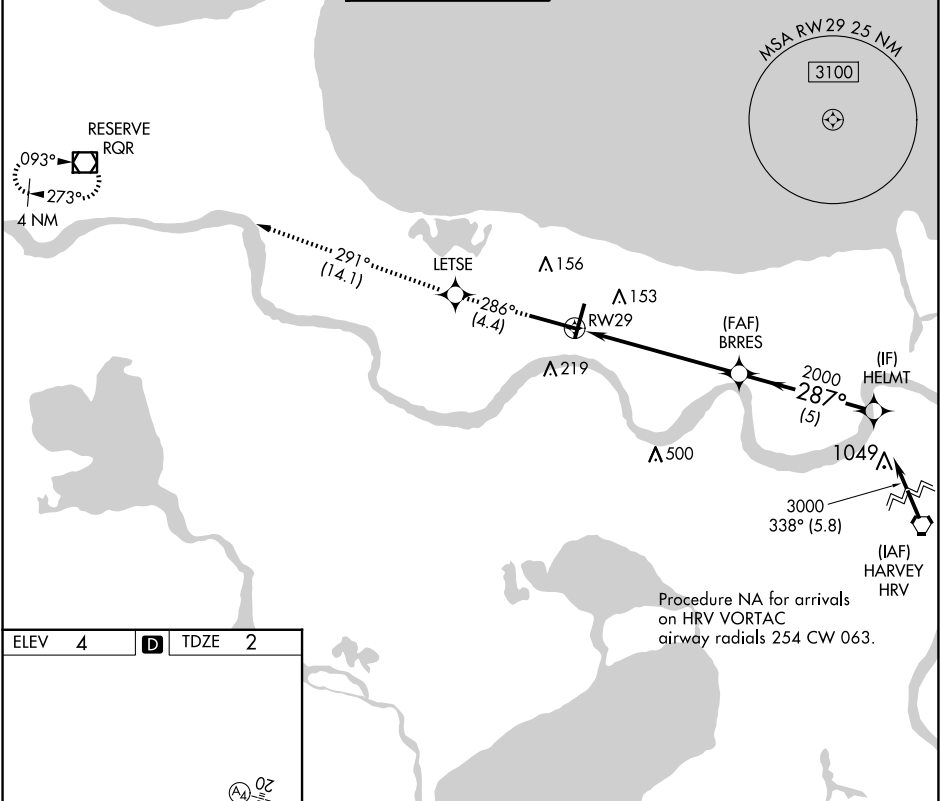 MSA RW29 25 NM
3100
RESERVE
RQR
093°
273°
4 NM
291°
(14.1)
LETSE
286°
(4.4)
156
153
RW29
219
(FAF)
BRRES
(IF)
HELMT
2000
287°
(5)
500
1049
3000
338° (5.8)
(IAF)
HARVEY
HRV
Procedure NA for arrivals
on HRV VORTAC
airway radials 254 CW 063.
ELEV 4 D TDZE 2
A4
20